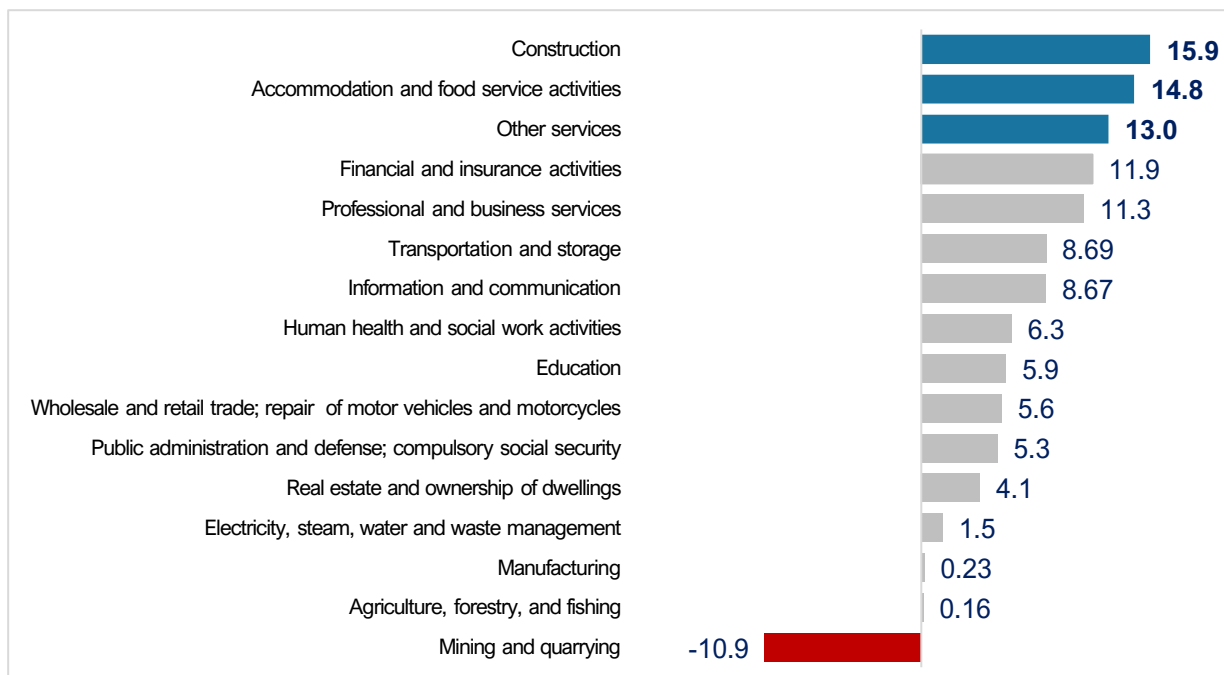 Construction 15.9
Accommodation and food service activities 14.8
Other services 13.0
Financial and insurance activities 11.9
Professional and business services 11.3
Transportation and storage 8.69
Information and communication 8.67
Human health and social work activities 6.3
Education 5.9
Wholesale and retail trade; repair of motor vehicles and motorcycles 5.6
Public administration and defense; compulsory social security 5.3
Real estate and ownership of dwellings 4.1
Electricity, steam, water and waste management 1.5
Manufacturing 0.23
Agriculture, forestry, and fishing 0.16
Mining and quarrying -10.9